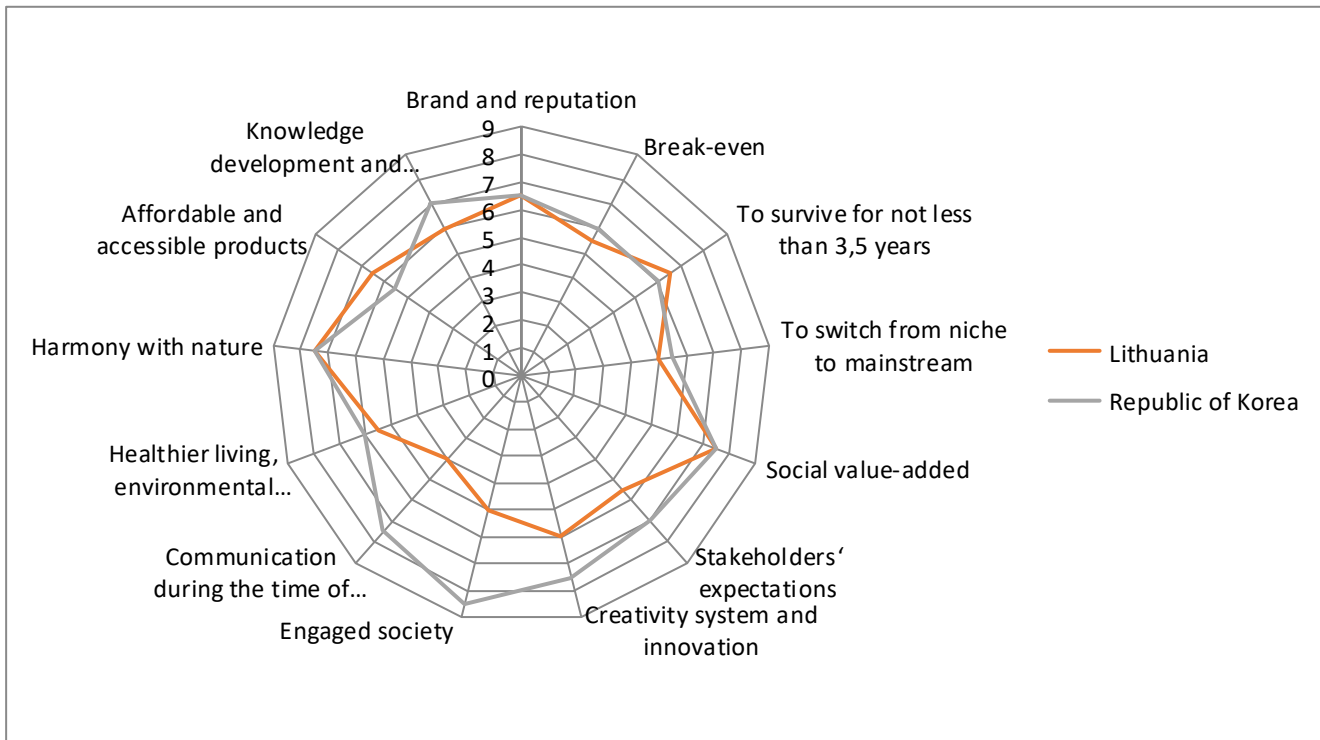 Brand and reputation
Knowledge
development and...
Break-even
Affordable and
accessible products
To survive for not less
than 3,5 years
Harmony with nature
To switch from niche
to mainstream
Healthier living,
environmental...
Social value-added
Communication
during the time of...
Stakeholders‘
expectations
Engaged society
Creativity system and
innovation
9
8
7
6
5
4
3
2
1
0
Lithuania
Republic of Korea